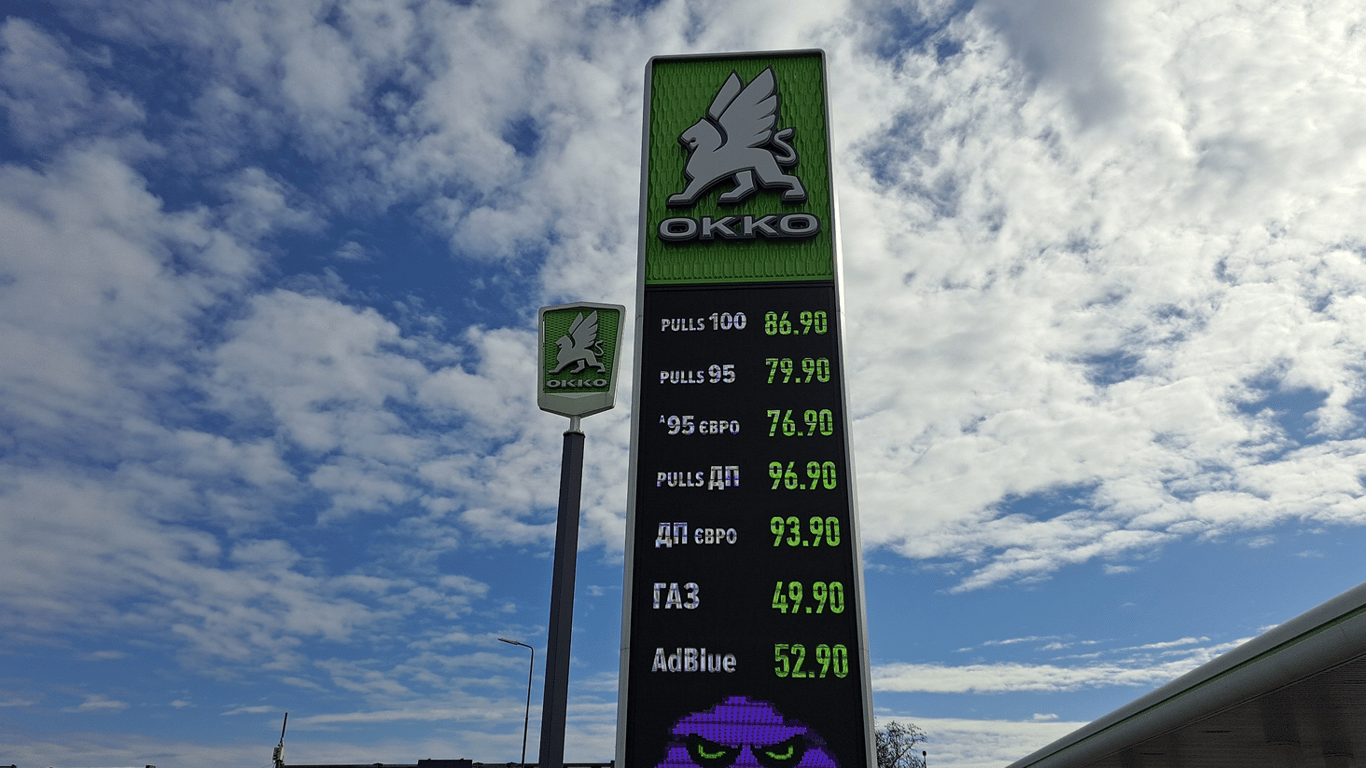 OKKO
PULLS 100 86.90
PULLS 95 79.90
А95 ЄВРО 76.90
PULLS ДП 96.90
ДП ЄВРО 93.90
ГАЗ 49.90
AdBlue 52.90
OKKO